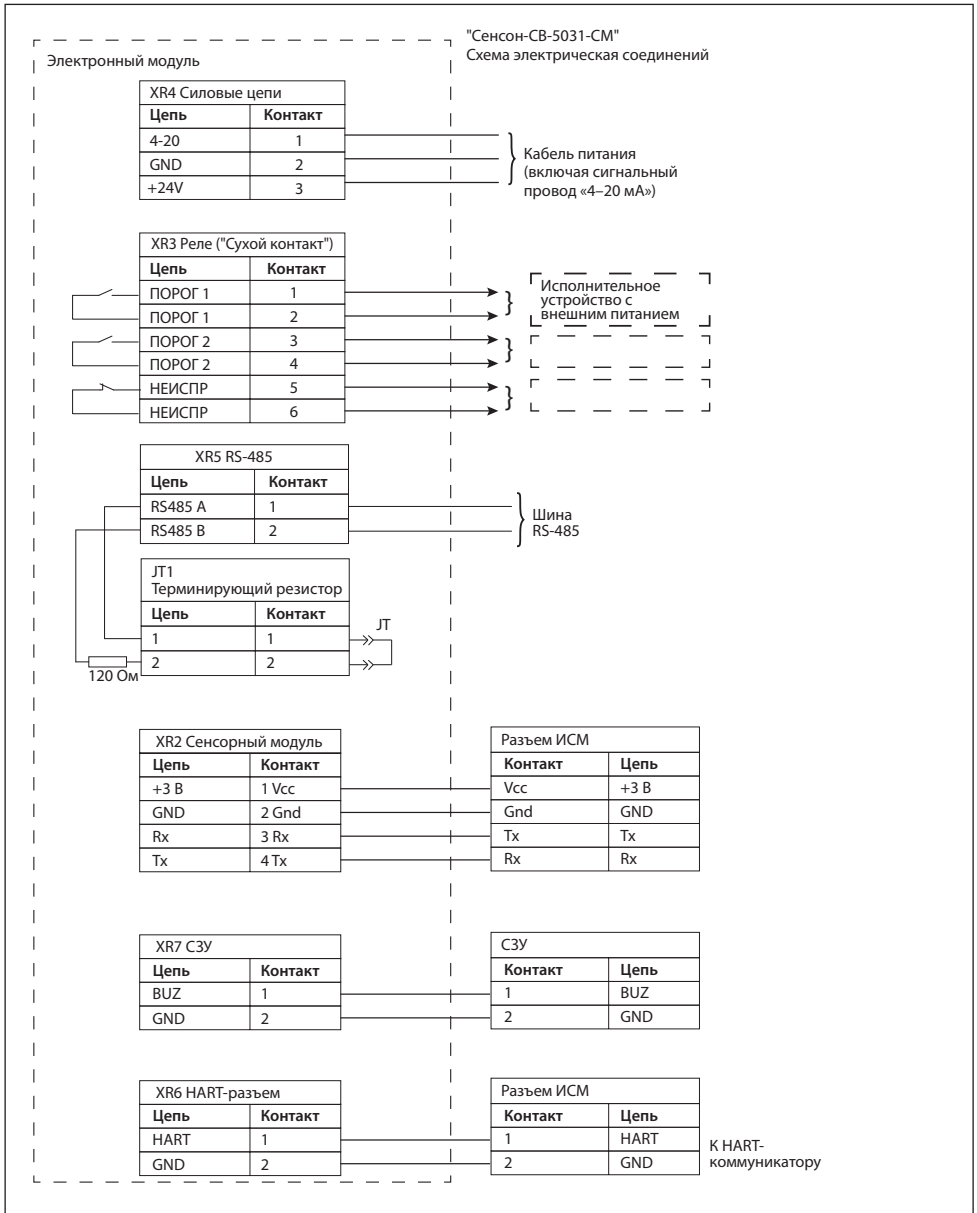 "Сенсон-СВ-5031-СМ"
Схема электрическая соединений
Электронный модуль
XR4 Силовые цепи
Цепь Контакт
4-20 1
GND 2
+24V 3
Кабель питания
(включая сигнальный
провод «4–20 мА»)
XR3 Реле ("Сухой контакт")
Цепь Контакт
ПОРОГ 1 1
ПОРОГ 1 2
ПОРОГ 2 3
ПОРОГ 2 4
НЕИСПР 5
НЕИСПР 6
Исполнительное
устройство с
внешним питанием
XR5 RS-485
Цепь Контакт
RS485 A 1
RS485 B 2
Шина
RS-485
JT1
Терминирующий резистор
Цепь Контакт
1 1
2 2
JT
120 Ом
XR2 Сенсорный модуль
Цепь Контакт
+3 В 1 Vcc
GND 2 Gnd
Rx 3 Rx
Tx 4 Tx
Разъем ИСМ
Контакт Цепь
Vcc +3 В
Gnd GND
Tx Tx
Rx Rx
XR7 СЗУ
Цепь Контакт
BUZ 1
GND 2
СЗУ
Контакт Цепь
1 BUZ
2 GND
XR6 HART-разъем
Цепь Контакт
HART 1
GND 2
Разъем ИСМ
Контакт Цепь
1 HART
2 GND
К HART-
коммуникатору